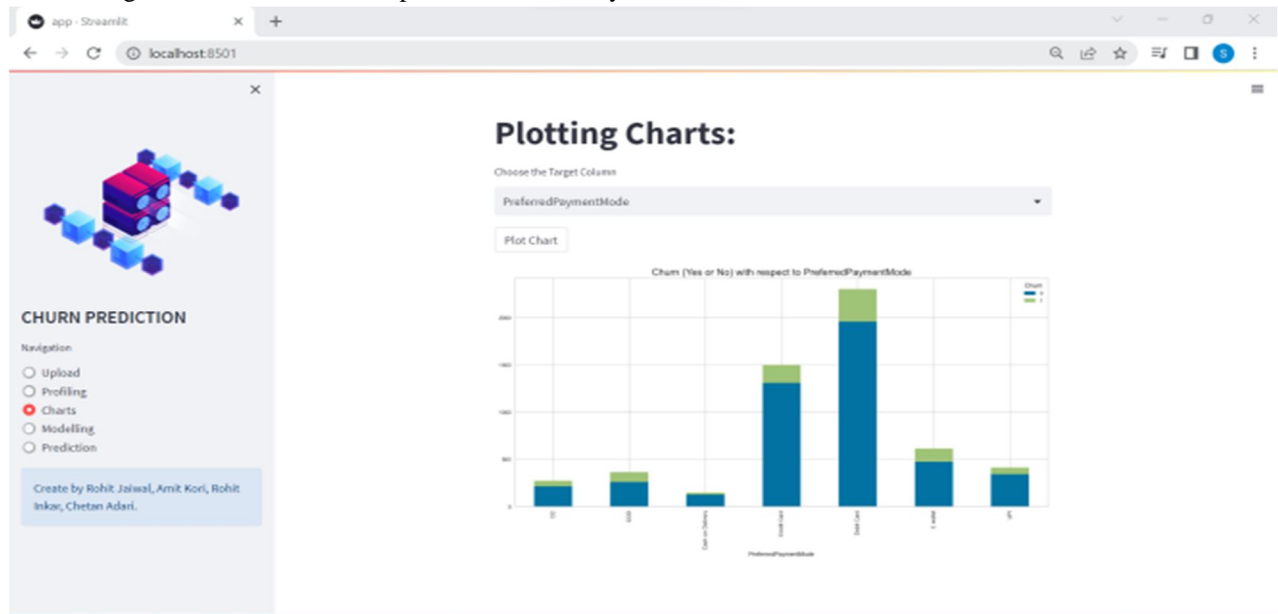 app · Streamlit
localhost:8501
S
Plotting Charts:
Choose the Target Column
PreferredPaymentMode
Plot Chart
CHURN PREDICTION
Navigation
Upload
Profiling
Charts
Modelling
Prediction
Create by Rohit Jaiwal, Amit Kori, Rohit
Inkar, Chetan Adari.
Churn (Yes or No) with respect to PreferredPaymentMode
Churn
0
1
2000
1500
1000
500
0
CC
COD
Cash on Delivery
Credit Card
Debit Card
E wallet
UPI
PreferredPaymentMode